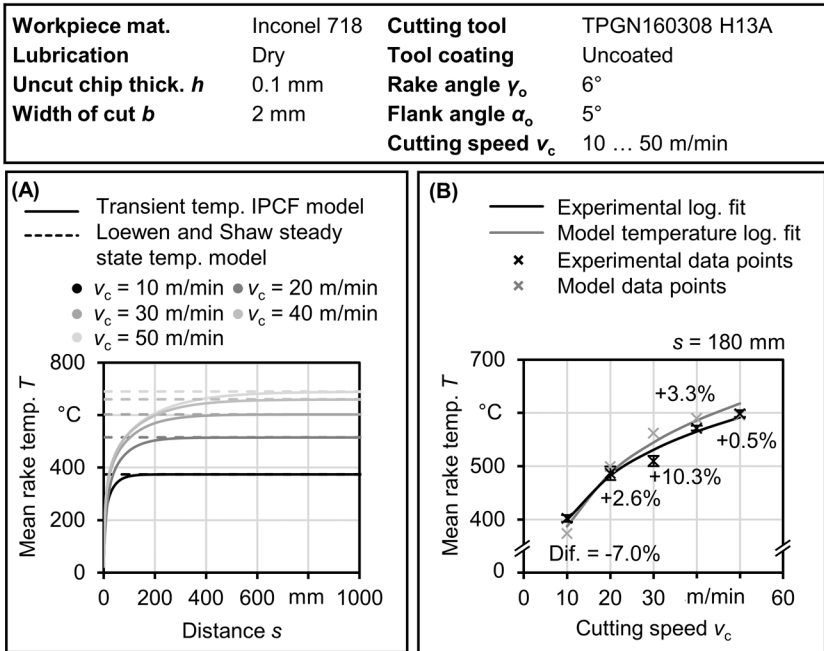 Workpiece mat. Inconel 718 Cutting tool TPGN160308 H13A
Lubrication Dry Tool coating Uncoated
Uncut chip thick. h 0.1 mm Rake angle γo 6°
Width of cut b 2 mm Flank angle αo 5°
Cutting speed vc 10 … 50 m/min
(A)
Transient temp. IPCF model
Loewen and Shaw steady
state temp. model
vc = 10 m/min vc = 20 m/min
vc = 30 m/min vc = 40 m/min
vc = 50 m/min
Mean rake temp. T
800
°C
400
200
0
0 200 400 600 mm 1000
Distance s
(B)
Experimental log. fit
Model temperature log. fit
Experimental data points
Model data points
s = 180 mm
Mean rake temp. T
700
°C
500
400
0
+3.3%
+0.5%
+10.3%
+2.6%
Dif. = -7.0%
0 10 20 30 m/min 60
Cutting speed vc